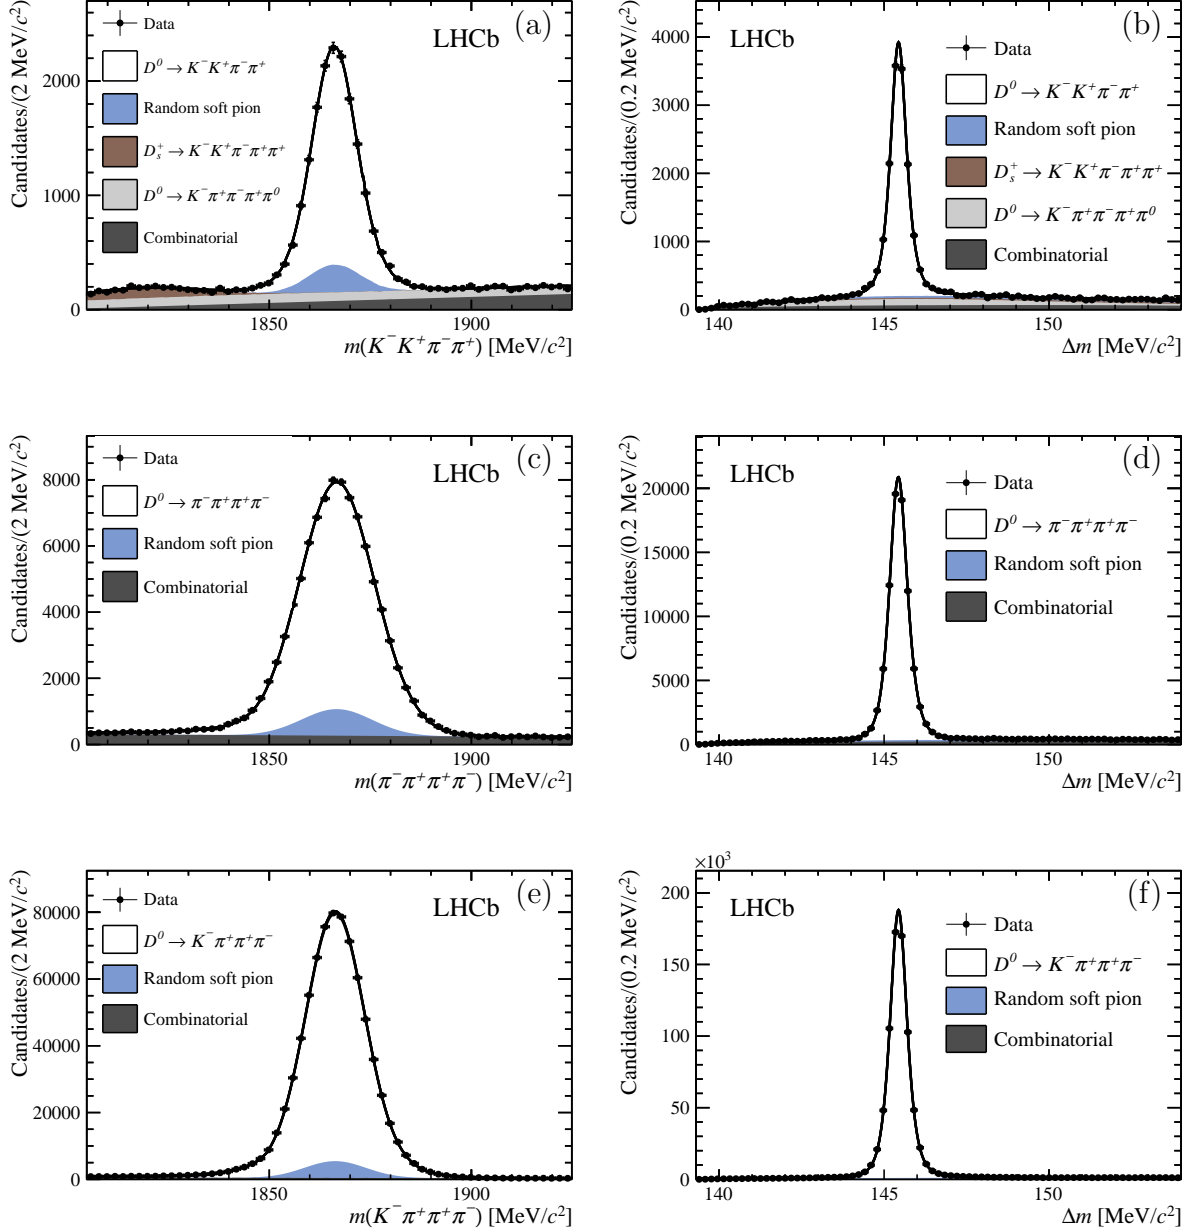 (a)
LHCb
Candidates/(2 MeV/c²)
Data
D⁰ → K⁻K⁺π⁻π⁺
Random soft pion
Dₛ⁺ → K⁻K⁺π⁻π⁺π⁺
D⁰ → K⁻π⁺π⁻π⁺π⁰
Combinatorial
2000
1000
0
1850
1900
m(K⁻K⁺π⁻π⁺) [MeV/c²]
(b)
LHCb
Candidates/(0.2 MeV/c²)
Data
D⁰ → K⁻K⁺π⁻π⁺
Random soft pion
Dₛ⁺ → K⁻K⁺π⁻π⁺π⁺
D⁰ → K⁻π⁺π⁻π⁺π⁰
Combinatorial
4000
3000
2000
1000
0
140
145
150
Δm [MeV/c²]
(c)
LHCb
Candidates/(2 MeV/c²)
Data
D⁰ → π⁻π⁺π⁺π⁻
Random soft pion
Combinatorial
8000
6000
4000
2000
0
1850
1900
m(π⁻π⁺π⁺π⁻) [MeV/c²]
(d)
LHCb
Candidates/(0.2 MeV/c²)
Data
D⁰ → π⁻π⁺π⁺π⁻
Random soft pion
Combinatorial
20000
15000
10000
5000
0
140
145
150
Δm [MeV/c²]
(e)
LHCb
Candidates/(2 MeV/c²)
Data
D⁰ → K⁻π⁺π⁺π⁻
Random soft pion
Combinatorial
80000
60000
40000
20000
0
1850
1900
m(K⁻π⁺π⁺π⁻) [MeV/c²]
×10³
(f)
LHCb
Candidates/(0.2 MeV/c²)
Data
D⁰ → K⁻π⁺π⁺π⁻
Random soft pion
Combinatorial
200
150
100
50
0
140
145
150
Δm [MeV/c²]